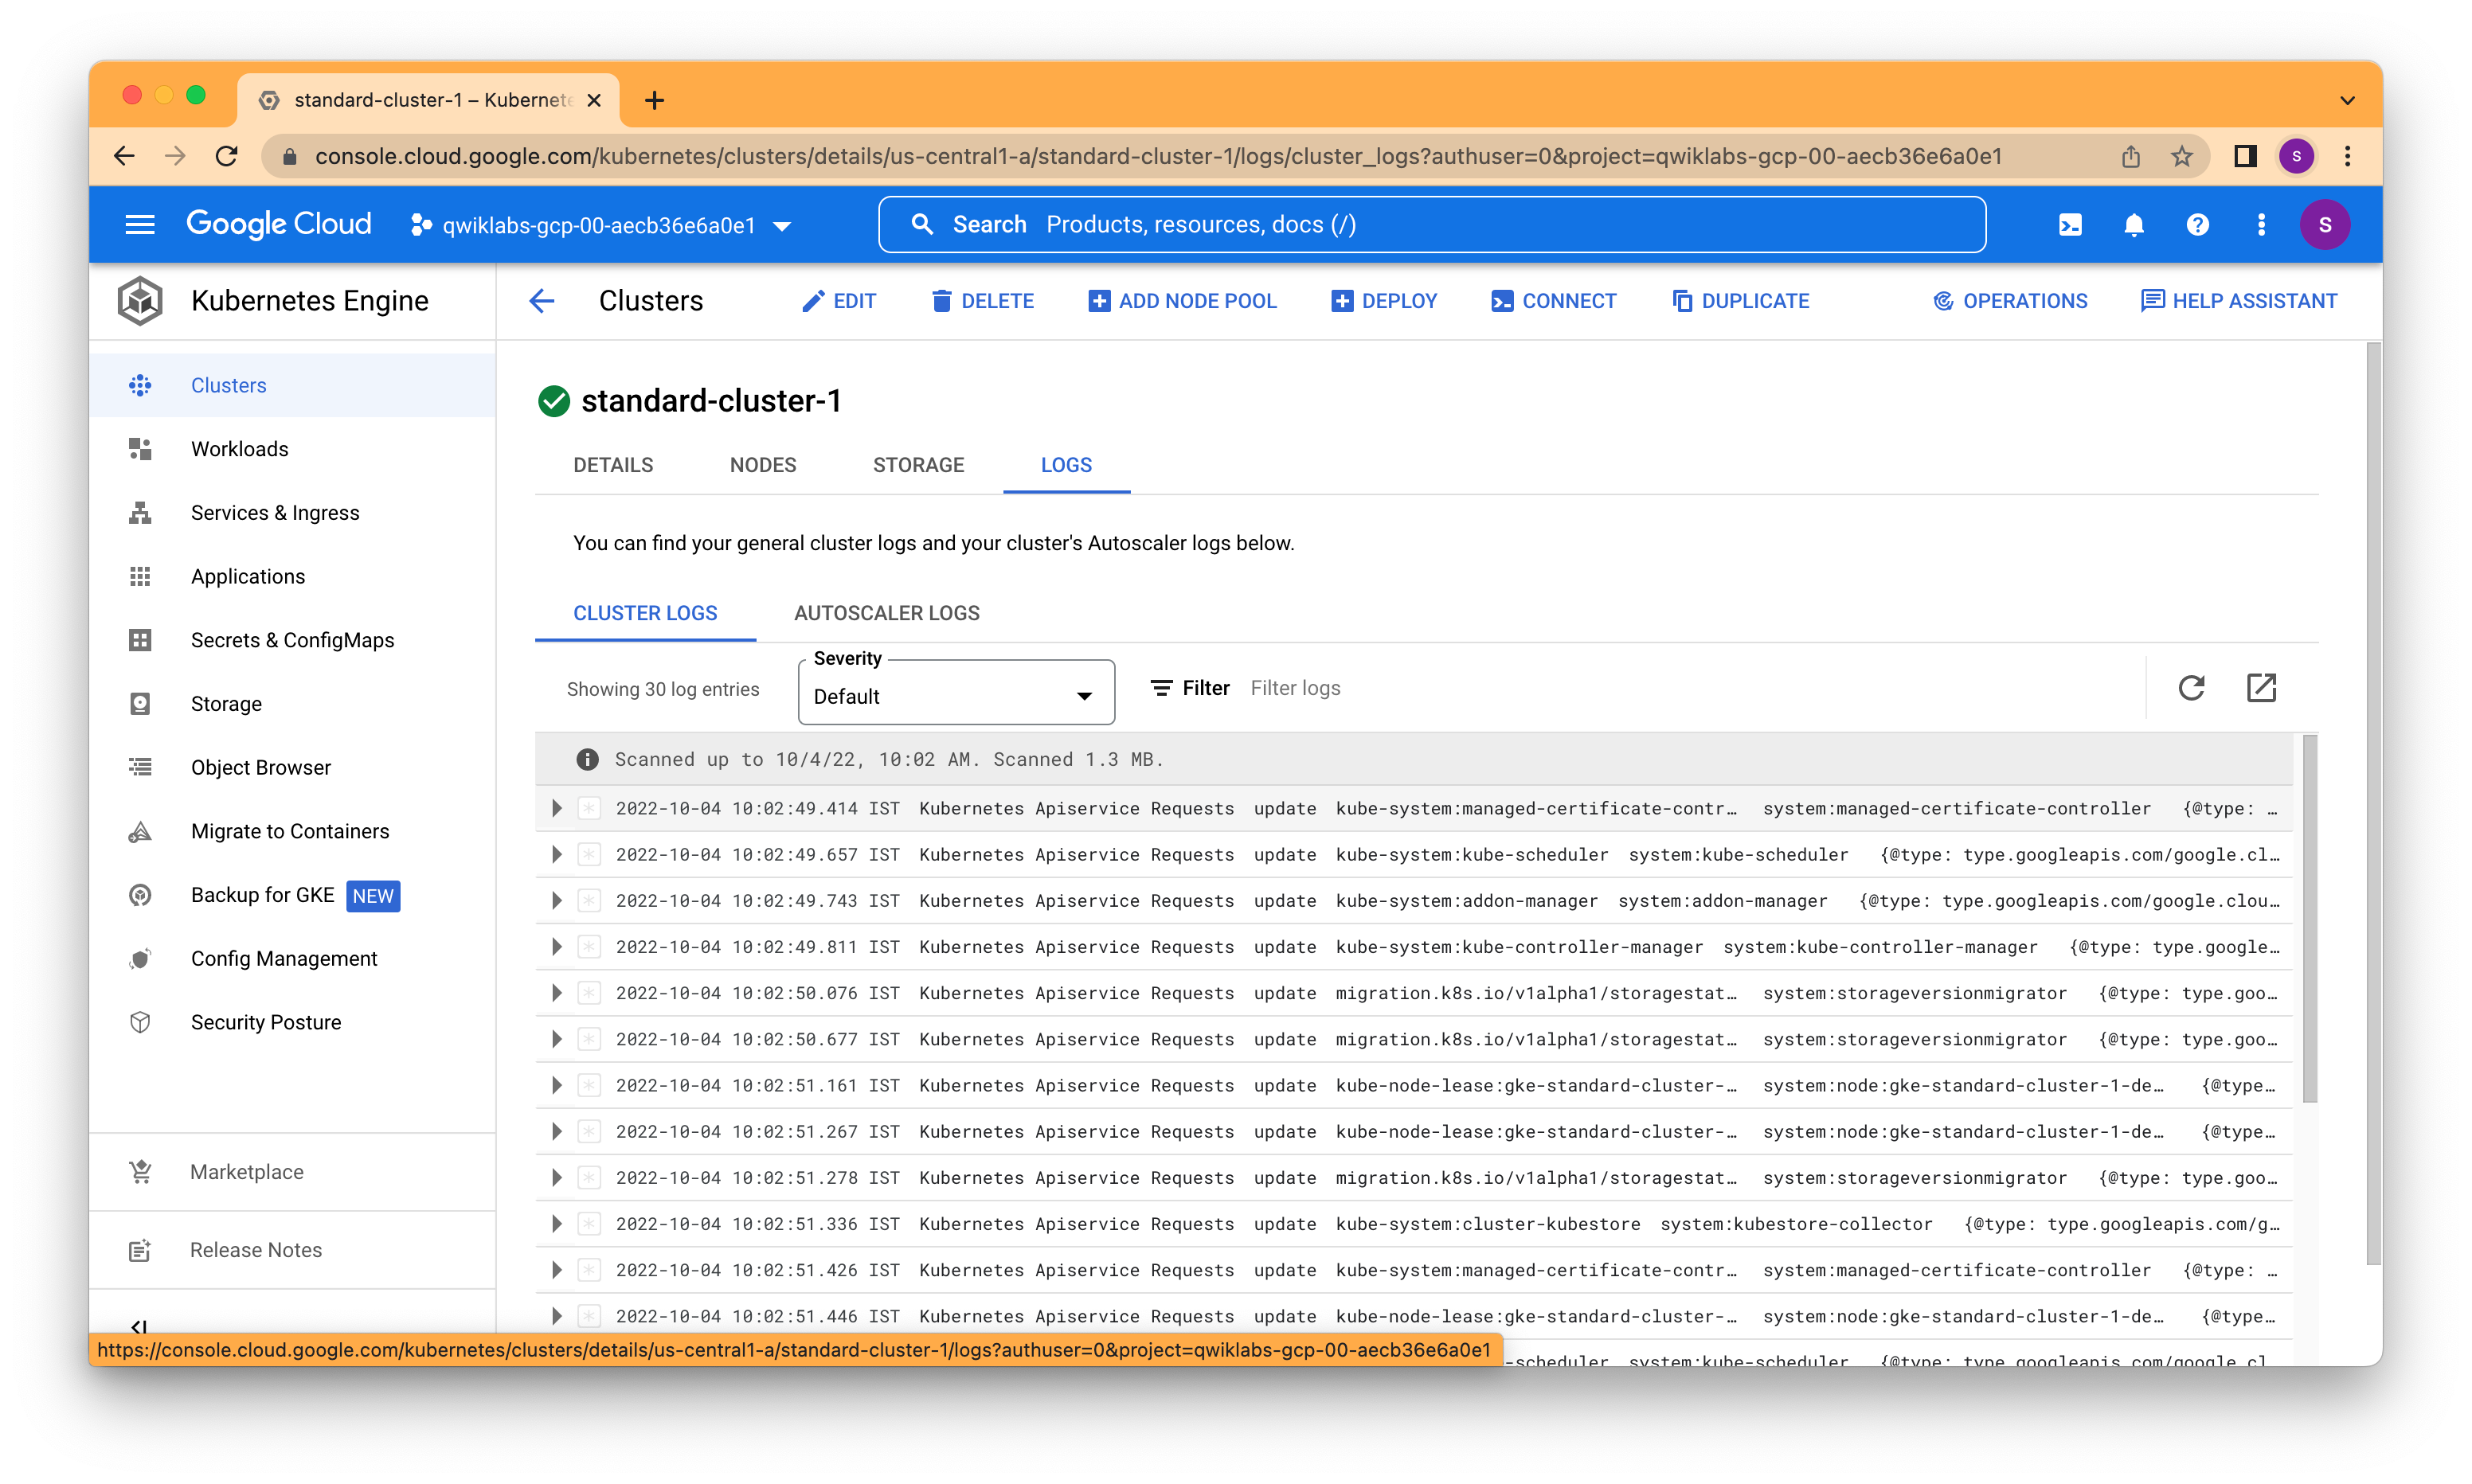 standard-cluster-1 – Kubernete
console.cloud.google.com/kubernetes/clusters/details/us-central1-a/standard-cluster-1/logs/cluster_logs?authuser=0&project=qwiklabs-gcp-00-aecb36e6a0e1
S
Google Cloud
qwiklabs-gcp-00-aecb36e6a0e1
Search Products, resources, docs (/)
S
Kubernetes Engine
Clusters
EDIT
DELETE
ADD NODE POOL
DEPLOY
CONNECT
DUPLICATE
OPERATIONS
HELP ASSISTANT
Clusters
Workloads
Services & Ingress
Applications
Secrets & ConfigMaps
Storage
Object Browser
Migrate to Containers
Backup for GKE NEW
Config Management
Security Posture
Marketplace
Release Notes
standard-cluster-1
DETAILS NODES STORAGE LOGS
You can find your general cluster logs and your cluster's Autoscaler logs below.
CLUSTER LOGS AUTOSCALER LOGS
Showing 30 log entries
Severity
Default
Filter Filter logs
Scanned up to 10/4/22, 10:02 AM. Scanned 1.3 MB.
2022-10-04 10:02:49.414 IST Kubernetes Apiservice Requests update kube-system:managed-certificate-contr… system:managed-certificate-controller {@type: …
2022-10-04 10:02:49.657 IST Kubernetes Apiservice Requests update kube-system:kube-scheduler system:kube-scheduler {@type: type.googleapis.com/google.cl…
2022-10-04 10:02:49.743 IST Kubernetes Apiservice Requests update kube-system:addon-manager system:addon-manager {@type: type.googleapis.com/google.clou…
2022-10-04 10:02:49.811 IST Kubernetes Apiservice Requests update kube-system:kube-controller-manager system:kube-controller-manager {@type: type.google…
2022-10-04 10:02:50.076 IST Kubernetes Apiservice Requests update migration.k8s.io/v1alpha1/storagestat… system:storageversionmigrator {@type: type.goo…
2022-10-04 10:02:50.677 IST Kubernetes Apiservice Requests update migration.k8s.io/v1alpha1/storagestat… system:storageversionmigrator {@type: type.goo…
2022-10-04 10:02:51.161 IST Kubernetes Apiservice Requests update kube-node-lease:gke-standard-cluster-… system:node:gke-standard-cluster-1-de… {@type…
2022-10-04 10:02:51.267 IST Kubernetes Apiservice Requests update kube-node-lease:gke-standard-cluster-… system:node:gke-standard-cluster-1-de… {@type…
2022-10-04 10:02:51.278 IST Kubernetes Apiservice Requests update migration.k8s.io/v1alpha1/storagestat… system:storageversionmigrator {@type: type.goo…
2022-10-04 10:02:51.336 IST Kubernetes Apiservice Requests update kube-system:cluster-kubestore system:kubestore-collector {@type: type.googleapis.com/g…
2022-10-04 10:02:51.426 IST Kubernetes Apiservice Requests update kube-system:managed-certificate-contr… system:managed-certificate-controller {@type: …
2022-10-04 10:02:51.446 IST Kubernetes Apiservice Requests update kube-node-lease:gke-standard-cluster-… system:node:gke-standard-cluster-1-de… {@type…
-scheduler system:kube-scheduler {@type: type.googleapis.com/google.cl
https://console.cloud.google.com/kubernetes/clusters/details/us-central1-a/standard-cluster-1/logs?authuser=0&project=qwiklabs-gcp-00-aecb36e6a0e1